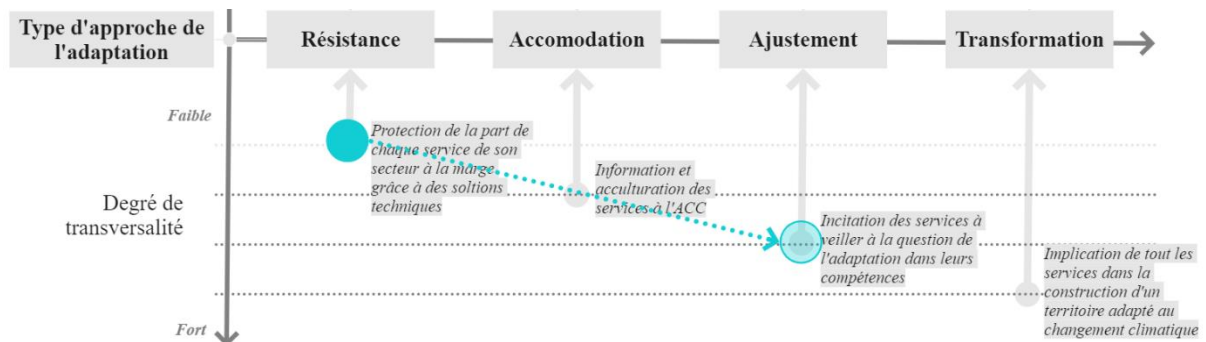 Type d'approche de
l'adaptation
Résistance
Accomodation
Ajustement
Transformation
Faible
Protection de la part de
chaque service de son
secteur à la marge
grâce à des soltions
techniques
Information et
acculturation des
services à l'ACC
Degré de
transversalité
Incitation des services à
veiller à la question de
l'adaptation dans leurs
compétences
Implication de tout les
services dans la
construction d'un
territoire adapté au
changement climatique
Fort